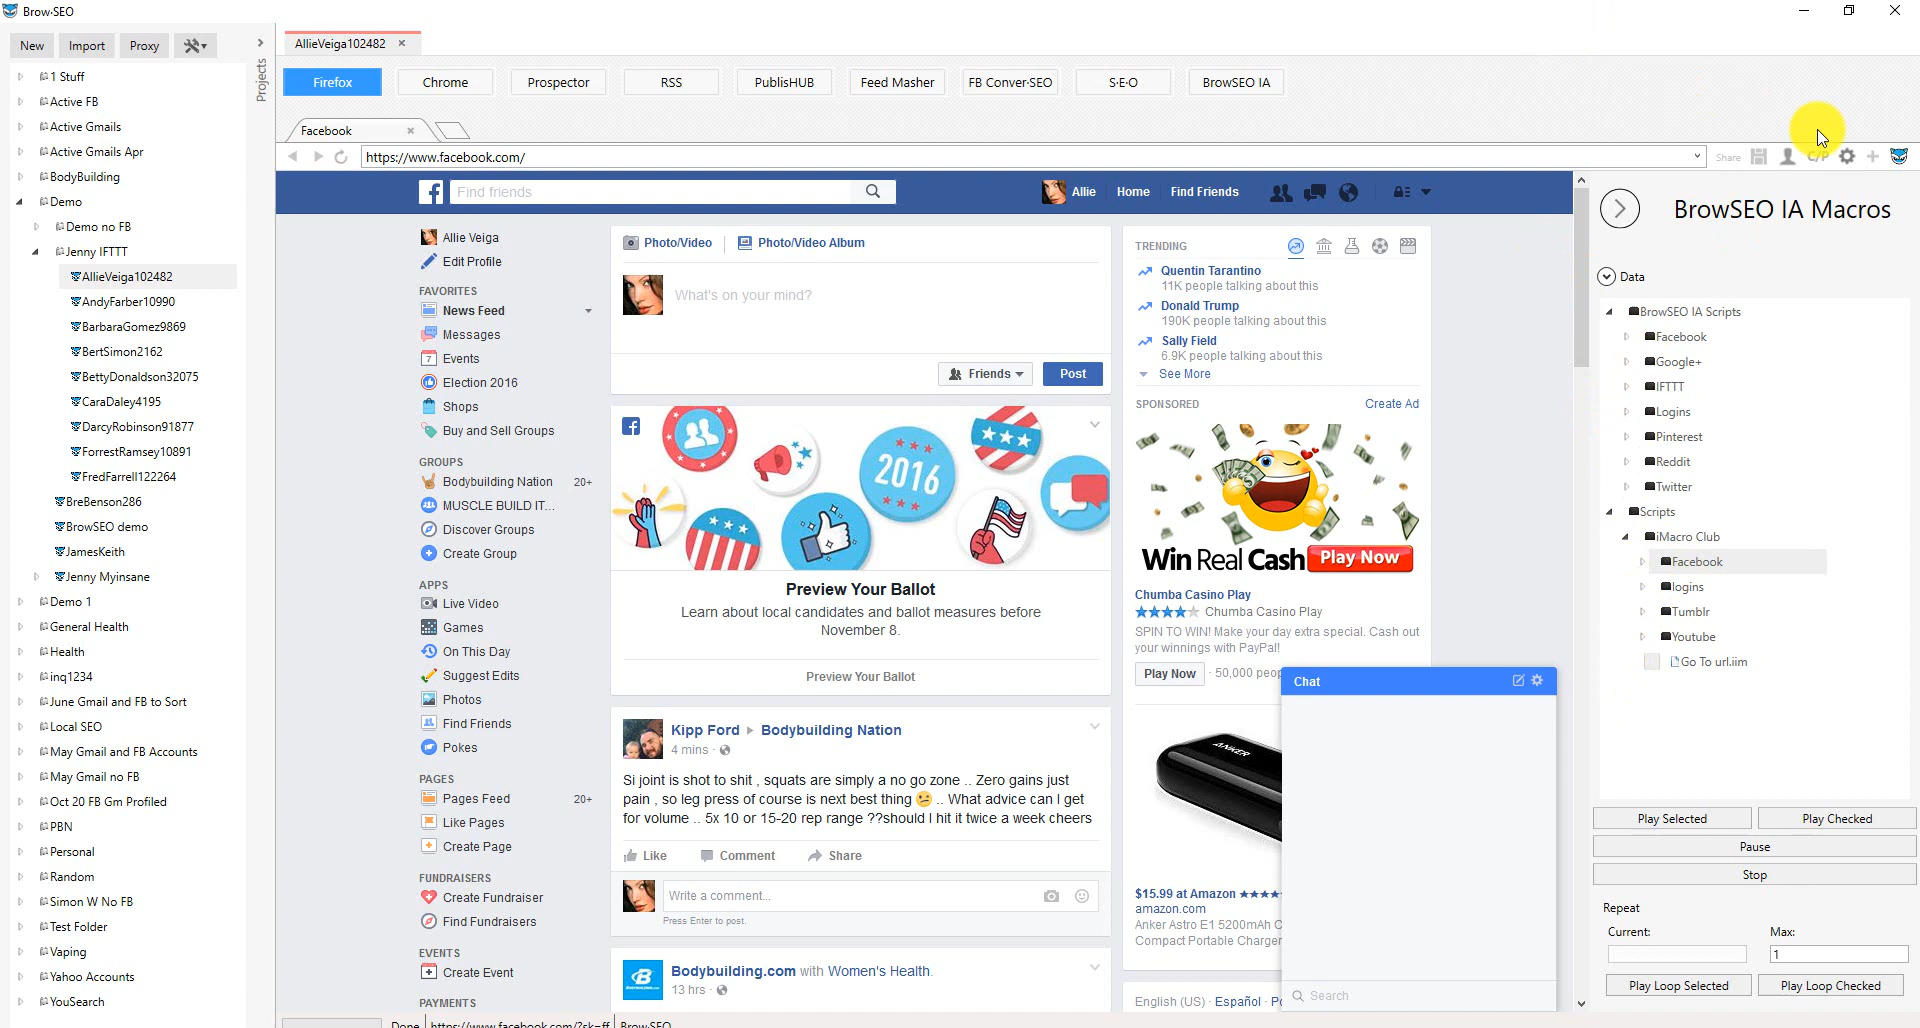 Brow·SEO
New
Import
Proxy
1 Stuff
Active FB
Active Gmails
Active Gmails Apr
BodyBuilding
Demo
Demo no FB
Jenny IFTTT
AllieVeiga102482
AndyFarber10990
BarbaraGomez9869
BertSimon2162
BettyDonaldson32075
CaraDaley4195
DarcyRobinson91877
ForrestRamsey10891
FredFarrell122264
BreBenson286
BrowSEO demo
JamesKeith
Jenny Myinsane
Demo 1
General Health
Health
inq1234
June Gmail and FB to Sort
Local SEO
May Gmail and FB Accounts
May Gmail no FB
Oct 20 FB Gm Profiled
PBN
Personal
Random
Simon W No FB
Test Folder
Vaping
Yahoo Accounts
YouSearch
Projects
AllieVeiga102482
Firefox
Chrome
Prospector
RSS
PublisHUB
Feed Masher
FB Conver·SEO
S·E·O
BrowSEO IA
Facebook
https://www.facebook.com/
Share
C/P
Find friends
Allie
Home
Find Friends
Allie Veiga
Edit Profile
FAVORITES
News Feed
Messages
7 Events
Election 2016
Shops
Buy and Sell Groups
GROUPS
Bodybuilding Nation 20+
MUSCLE BUILD IT...
Discover Groups
Create Group
APPS
Live Video
Games
On This Day
Suggest Edits
Photos
Find Friends
Pokes
PAGES
Pages Feed 20+
Like Pages
Create Page
FUNDRAISERS
Create Fundraiser
Find Fundraisers
EVENTS
Create Event
PAYMENTS
Photo/Video
Photo/Video Album
What's on your mind?
Friends
Post
2016
Preview Your Ballot
Learn about local candidates and ballot measures before
November 8.
Preview Your Ballot
Kipp Ford
Bodybuilding Nation
4 mins ·
Si joint is shot to shit , squats are simply a no go zone .. Zero gains just
pain , so leg press of course is next best thing 😕 .. What advice can I get
for volume .. 5x 10 or 15-20 rep range ??should I hit it twice a week cheers
Like
Comment
Share
Write a comment...
Press Enter to post.
Bodybuilding.com with Women's Health.
13 hrs ·
TRENDING
Quentin Tarantino
11K people talking about this
Donald Trump
190K people talking about this
Sally Field
6.9K people talking about this
See More
SPONSORED
Create Ad
Win Real Cash
Play Now
Chumba Casino Play
Chumba Casino Play
SPIN TO WIN! Make your day extra special. Cash out
your winnings with PayPal!
Play Now
· 50,000 peop
ANKER
$15.99 at Amazon
amazon.com
Anker Astro E1 5200mAh C
Compact Portable Charger
English (US) · Español ·
Chat
Search
BrowSEO IA Macros
Data
BrowSEO IA Scripts
Facebook
Google+
IFTTT
Logins
Pinterest
Reddit
Twitter
Scripts
iMacro Club
Facebook
logins
Tumblr
Youtube
Go To url.iim
Play Selected
Play Checked
Pause
Stop
Repeat
Current:
Max:
1
Play Loop Selected
Play Loop Checked
Done
https://www.facebook.com/?sk=ff
Brow·SEO